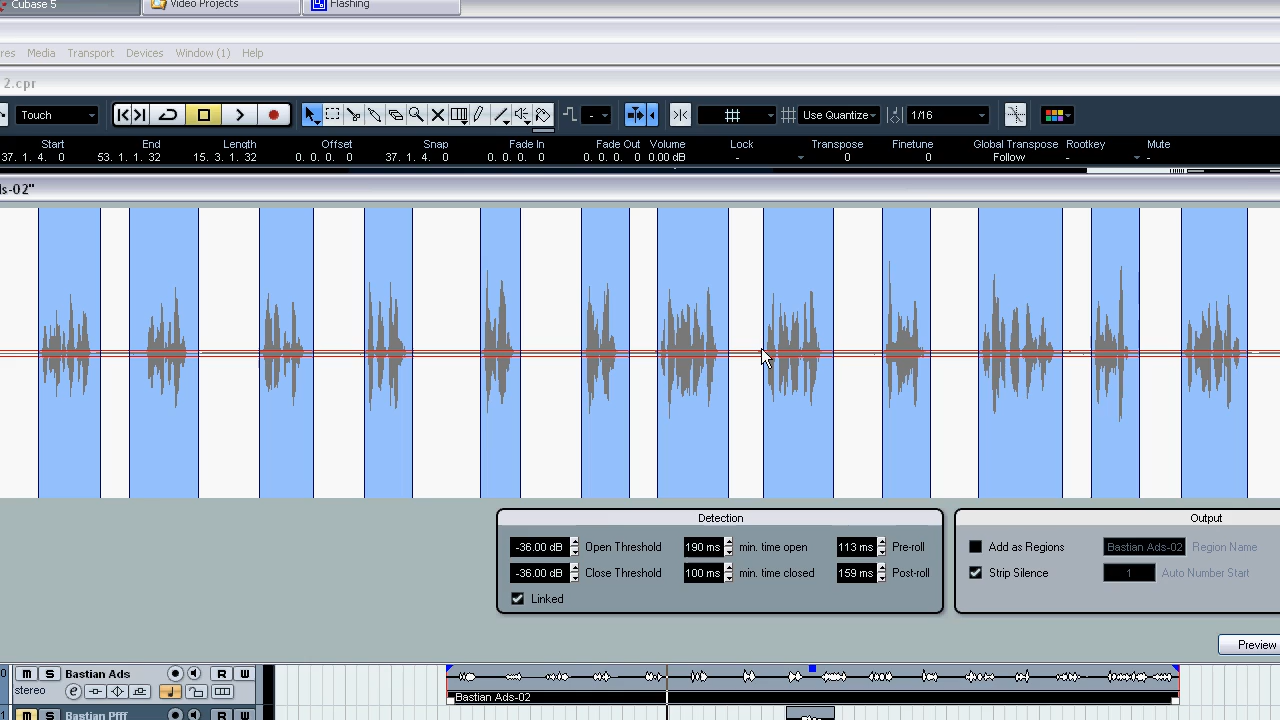 Cubase 5 Video Projects Flashing
res Media Transport Devices Window (1) Help
2.cpr
Touch - Use Quantize 1/16
Start End Length Offset Snap Fade In Fade Out Volume Lock Transpose Finetune Global Transpose Rootkey Mute
37. 1. 4. 0 53. 1. 1. 32 15. 3. 1. 32 0. 0. 0. 0 37. 1. 4. 0 0. 0. 0. 0 0. 0. 0. 0 0.00 dB - 0 0 Follow - -
ds-02"
Detection Output
-36.00 dB Open Threshold 190 ms min. time open 113 ms Pre-roll Add as Regions Bastian Ads-02 Region Name
-36.00 dB Close Threshold 100 ms min. time closed 159 ms Post-roll Strip Silence 1 Auto Number Start
Linked
Preview
0 m S Bastian Ads R W
stereo e
Bastian Ads-02
1 m S Bastian Pfff R W